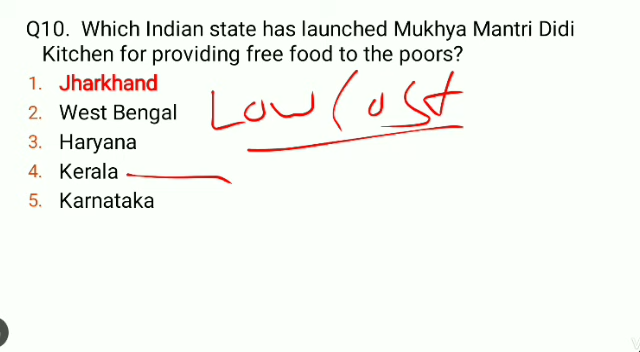 Q10. Which Indian state has launched Mukhya Mantri Didi
Kitchen for providing free food to the poors?
1. Jharkhand
2. West Bengal
3. Haryana
4. Kerala
5. Karnataka
Low Cost